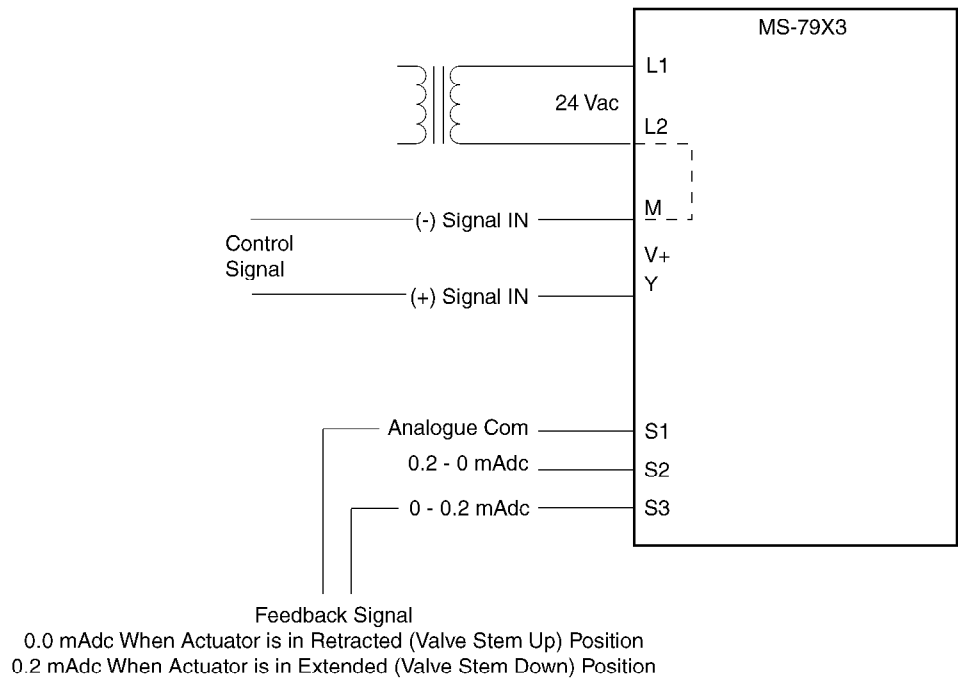 MS-79X3
L1
24 Vac
L2
M
(-) Signal IN
Control
Signal
V+
Y
(+) Signal IN
Analogue Com
S1
0.2 - 0 mAdc
S2
0 - 0.2 mAdc
S3
Feedback Signal
0.0 mAdc When Actuator is in Retracted (Valve Stem Up) Position
0.2 mAdc When Actuator is in Extended (Valve Stem Down) Position